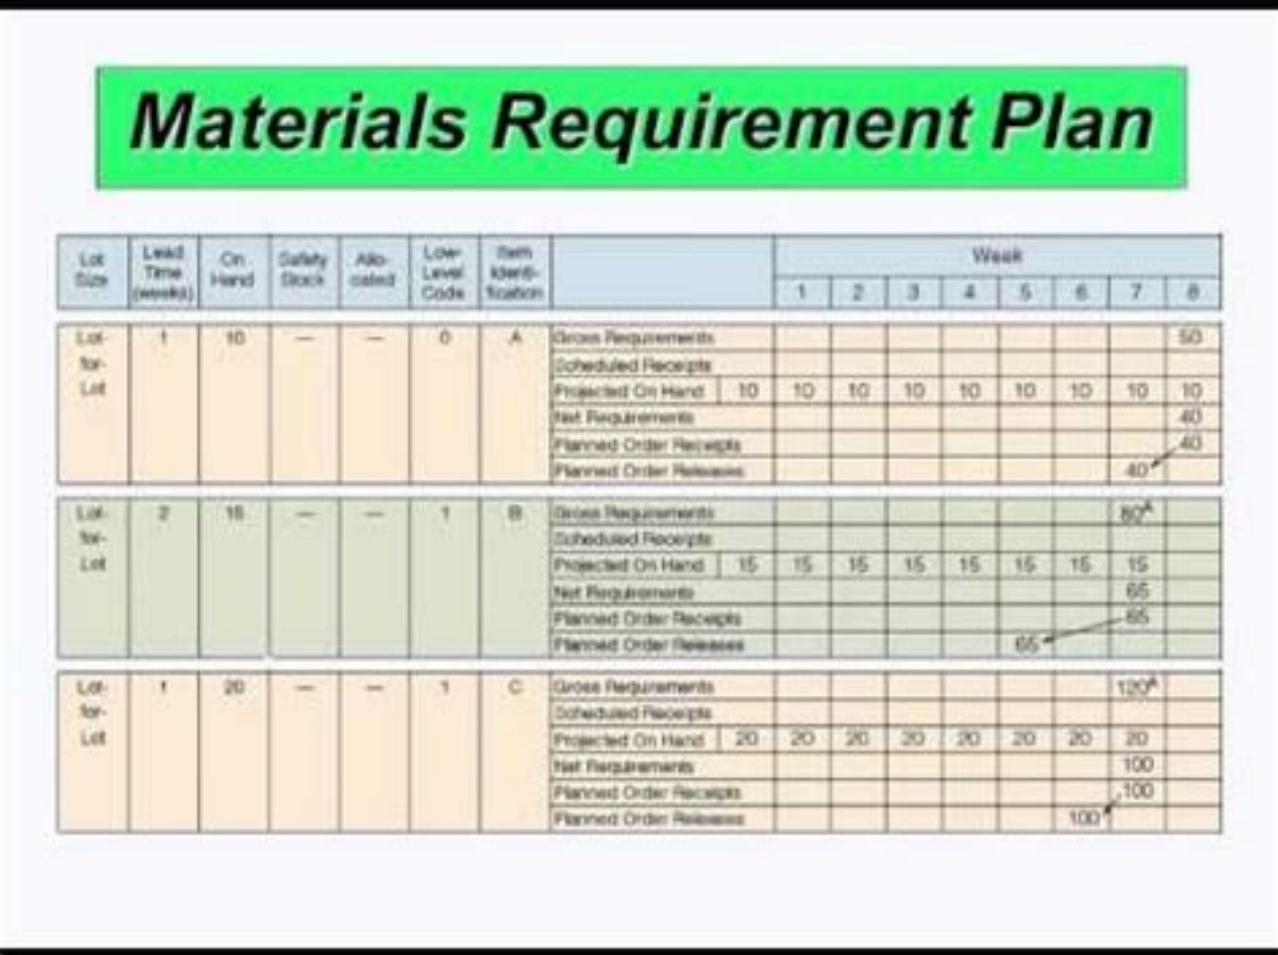 Materials Requirement Plan
Lot Size | Lead Time (weeks) | On Hand | Safety Stock | Allo-cated | Low-Level Code | Item Identi-fication | Week
1 2 3 4 5 6 7 8
Lot-for-Lot | 1 | 10 | — | — | 0 | A
Gross Requirements 50
Scheduled Receipts
Projected On Hand 10 10 10 10 10 10 10 10 10
Net Requirements 40
Planned Order Receipts 40
Planned Order Releases 40
Lot-for-Lot | 2 | 15 | — | — | 1 | B
Gross Requirements 80A
Scheduled Receipts
Projected On Hand 15 15 15 15 15 15 15 15
Net Requirements 65
Planned Order Receipts 65
Planned Order Releases 65
Lot-for-Lot | 1 | 20 | — | — | 1 | C
Gross Requirements 120A
Scheduled Receipts
Projected On Hand 20 20 20 20 20 20 20 20
Net Requirements 100
Planned Order Receipts 100
Planned Order Releases 100